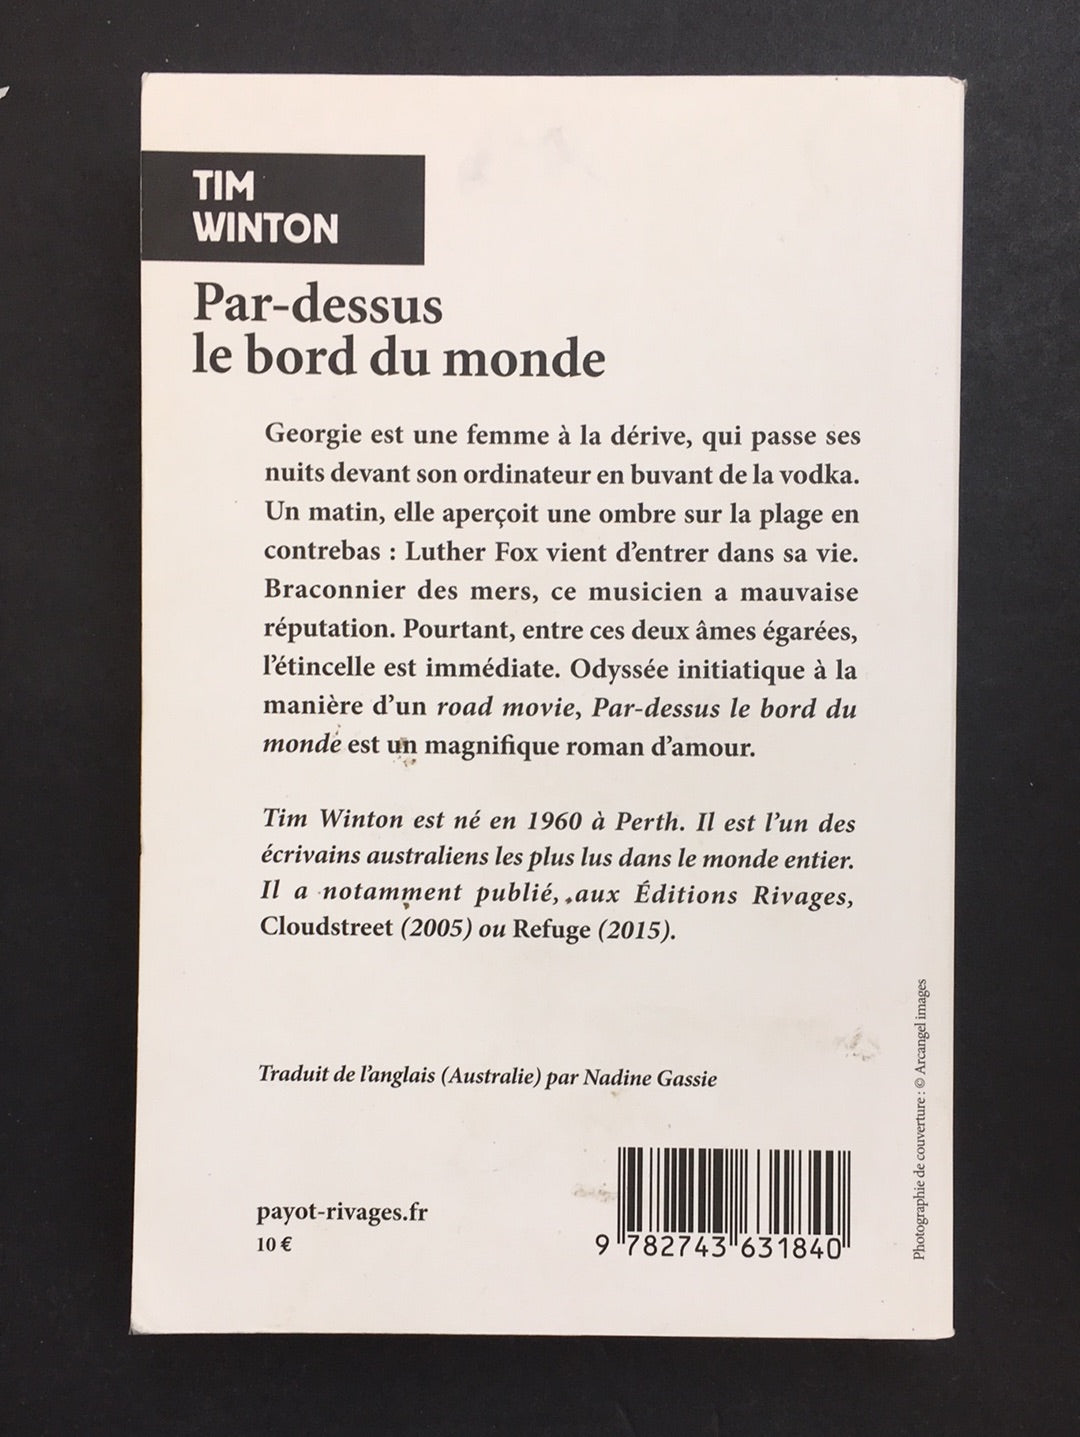 TIM
WINTON
Par-dessus
le bord du monde
Georgie est une femme à la dérive, qui passe ses
nuits devant son ordinateur en buvant de la vodka.
Un matin, elle aperçoit une ombre sur la plage en
contrebas : Luther Fox vient d’entrer dans sa vie.
Braconnier des mers, ce musicien a mauvaise
réputation. Pourtant, entre ces deux âmes égarées,
l’étincelle est immédiate. Odyssée initiatique à la
manière d’un road movie, Par-dessus le bord du
monde est un magnifique roman d’amour.
Tim Winton est né en 1960 à Perth. Il est l’un des
écrivains australiens les plus lus dans le monde entier.
Il a notamment publié, aux Éditions Rivages,
Cloudstreet (2005) ou Refuge (2015).
Traduit de l’anglais (Australie) par Nadine Gassie
payot-rivages.fr
10 €
9 782743 631840
Photographie de couverture : © Arcangel images